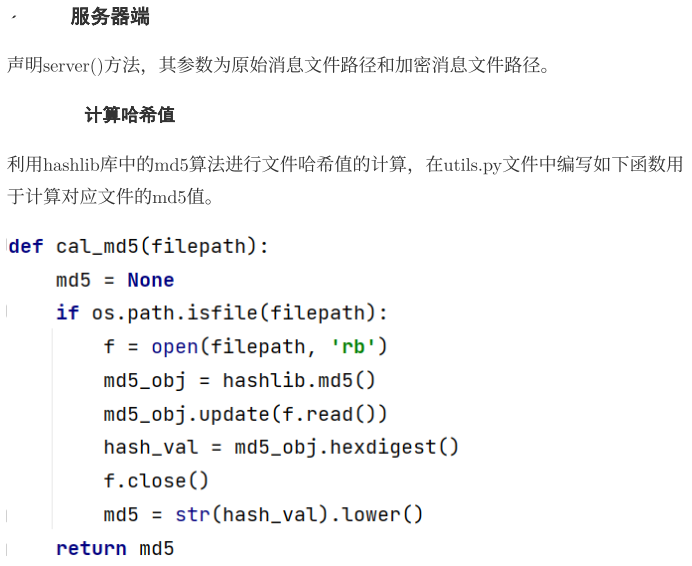 服务器端
声明server()方法，其参数为原始消息文件路径和加密消息文件路径。
计算哈希值
利用hashlib库中的md5算法进行文件哈希值的计算，在utils.py文件中编写如下函数用
于计算对应文件的md5值。
def cal_md5(filepath):
    md5 = None
    if os.path.isfile(filepath):
        f = open(filepath, 'rb')
        md5_obj = hashlib.md5()
        md5_obj.update(f.read())
        hash_val = md5_obj.hexdigest()
        f.close()
        md5 = str(hash_val).lower()
    return md5